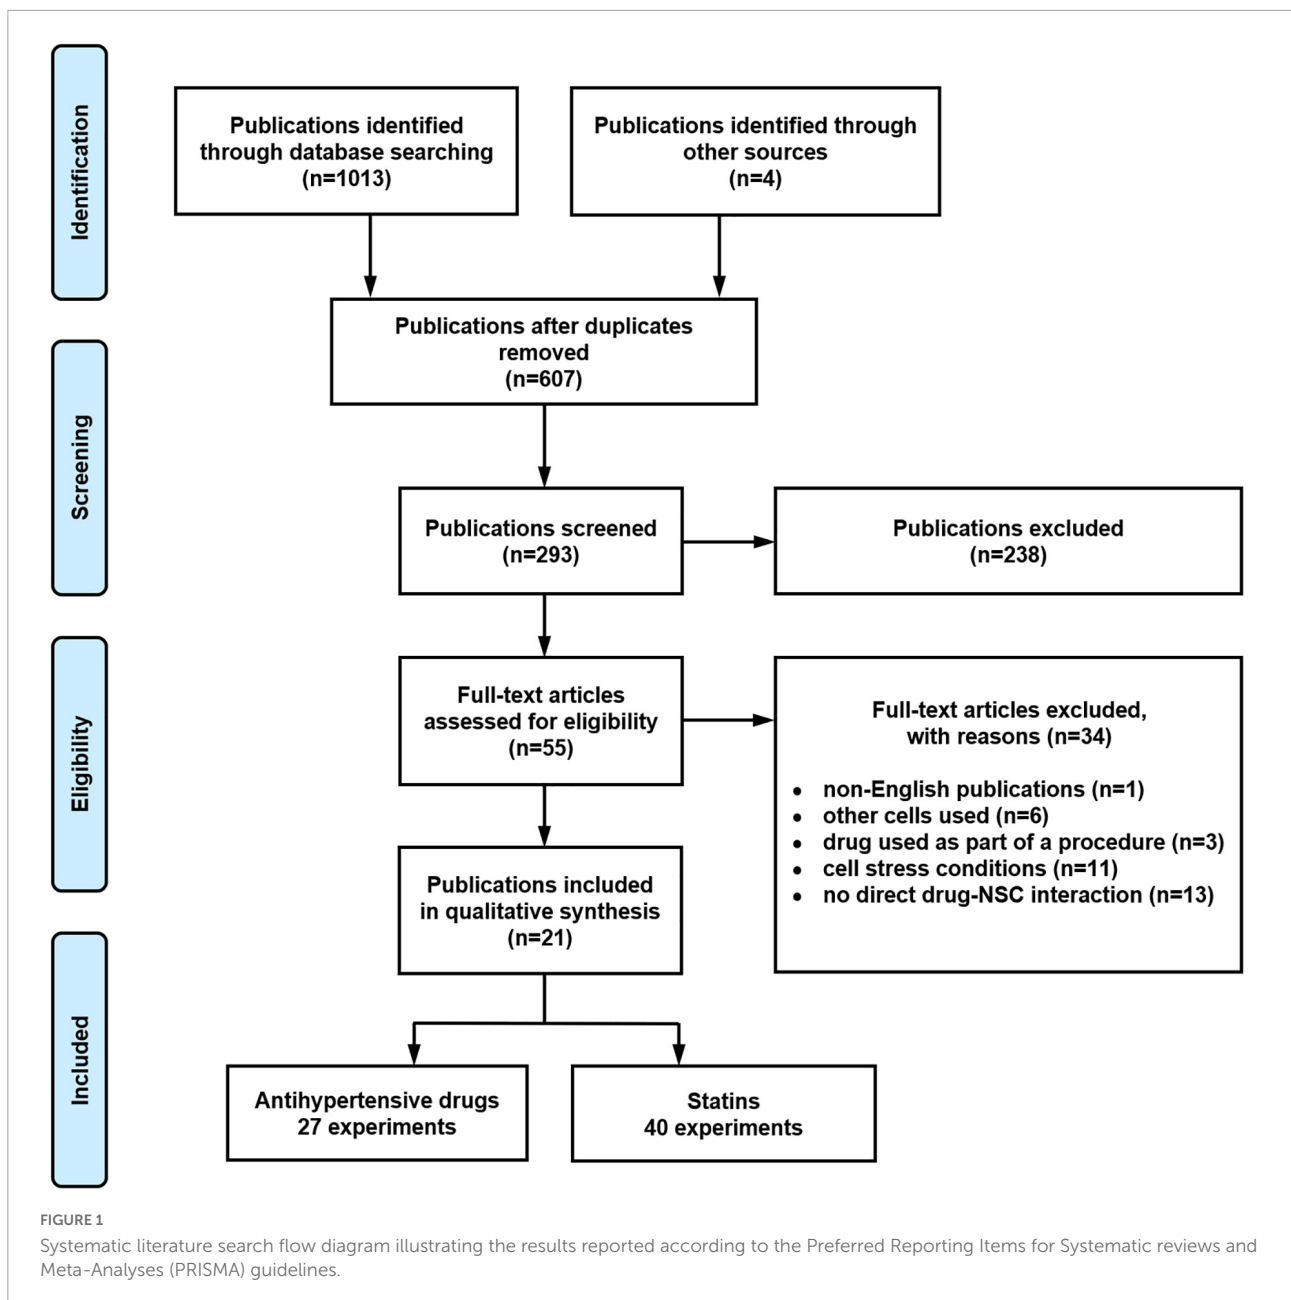 Identification
Publications identified
through database searching
(n=1013)
Publications identified through
other sources
(n=4)
Publications after duplicates
removed
(n=607)
Screening
Publications screened
(n=293)
Publications excluded
(n=238)
Eligibility
Full-text articles
assessed for eligibility
(n=55)
Full-text articles excluded,
with reasons (n=34)
• non-English publications (n=1)
• other cells used (n=6)
• drug used as part of a procedure (n=3)
• cell stress conditions (n=11)
• no direct drug-NSC interaction (n=13)
Publications included
in qualitative synthesis
(n=21)
Included
Antihypertensive drugs
27 experiments
Statins
40 experiments
FIGURE 1
Systematic literature search flow diagram illustrating the results reported according to the Preferred Reporting Items for Systematic reviews and
Meta-Analyses (PRISMA) guidelines.